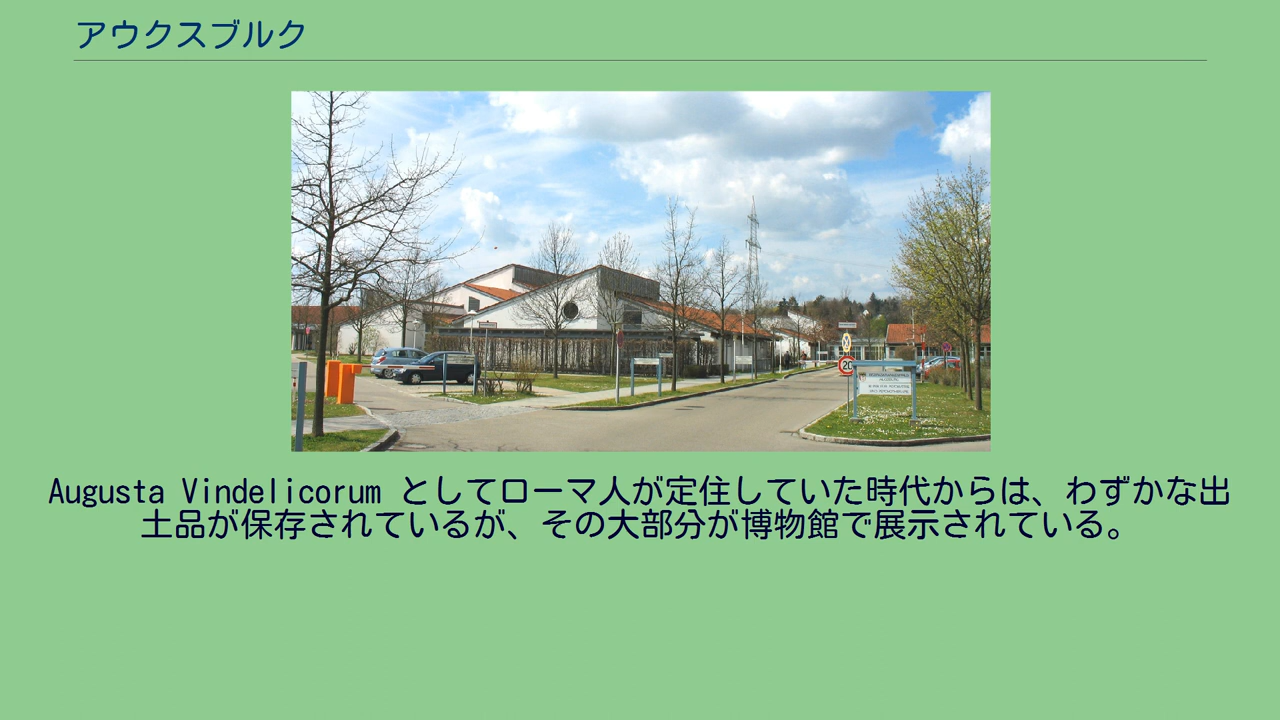 アウクスブルク
20
Augusta Vindelicorum としてローマ人が定住していた時代からは、わずかな出
土品が保存されているが、その大部分が博物館で展示されている。